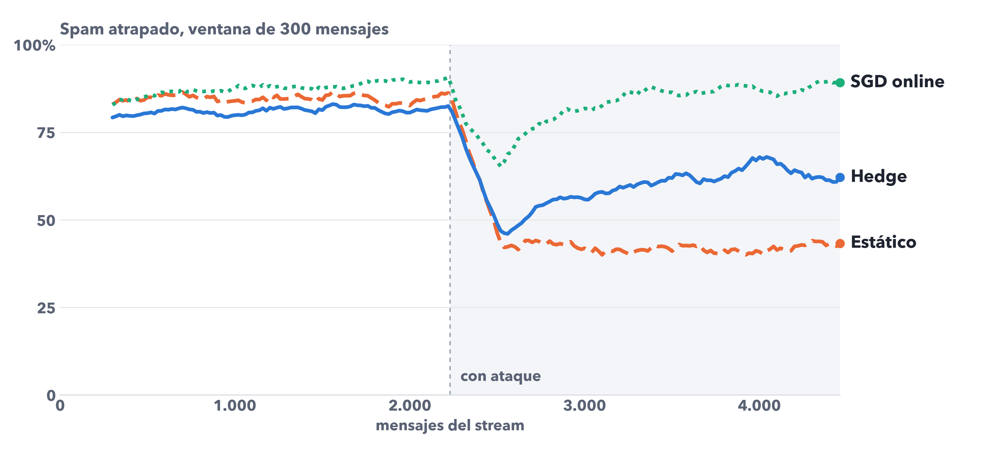 Spam atrapado, ventana de 300 mensajes
100%
75
50
25
0
SGD online
Hedge
Estático
con ataque
0 1.000 2.000 3.000 4.000
mensajes del stream